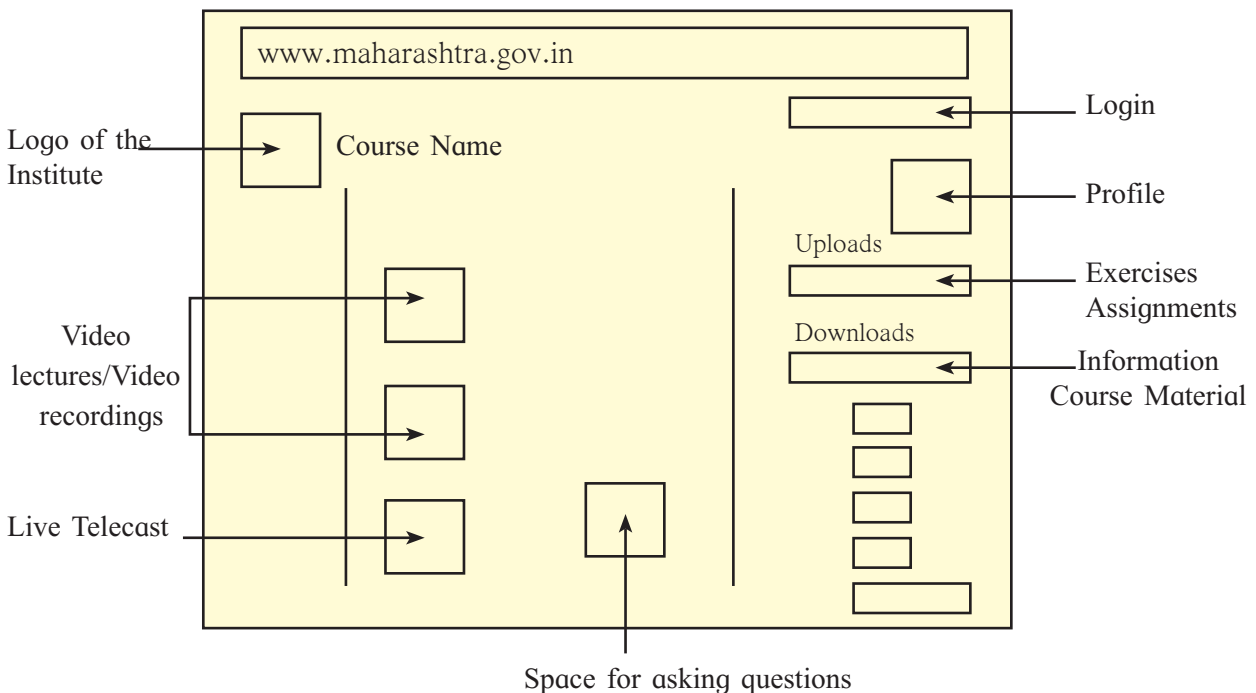 www.maharashtra.gov.in
Login
Logo of the
Institute
Course Name
Profile
Uploads
Exercises
Assignments
Video
lectures/Video
recordings
Downloads
Information
Course Material
Live Telecast
Space for asking questions